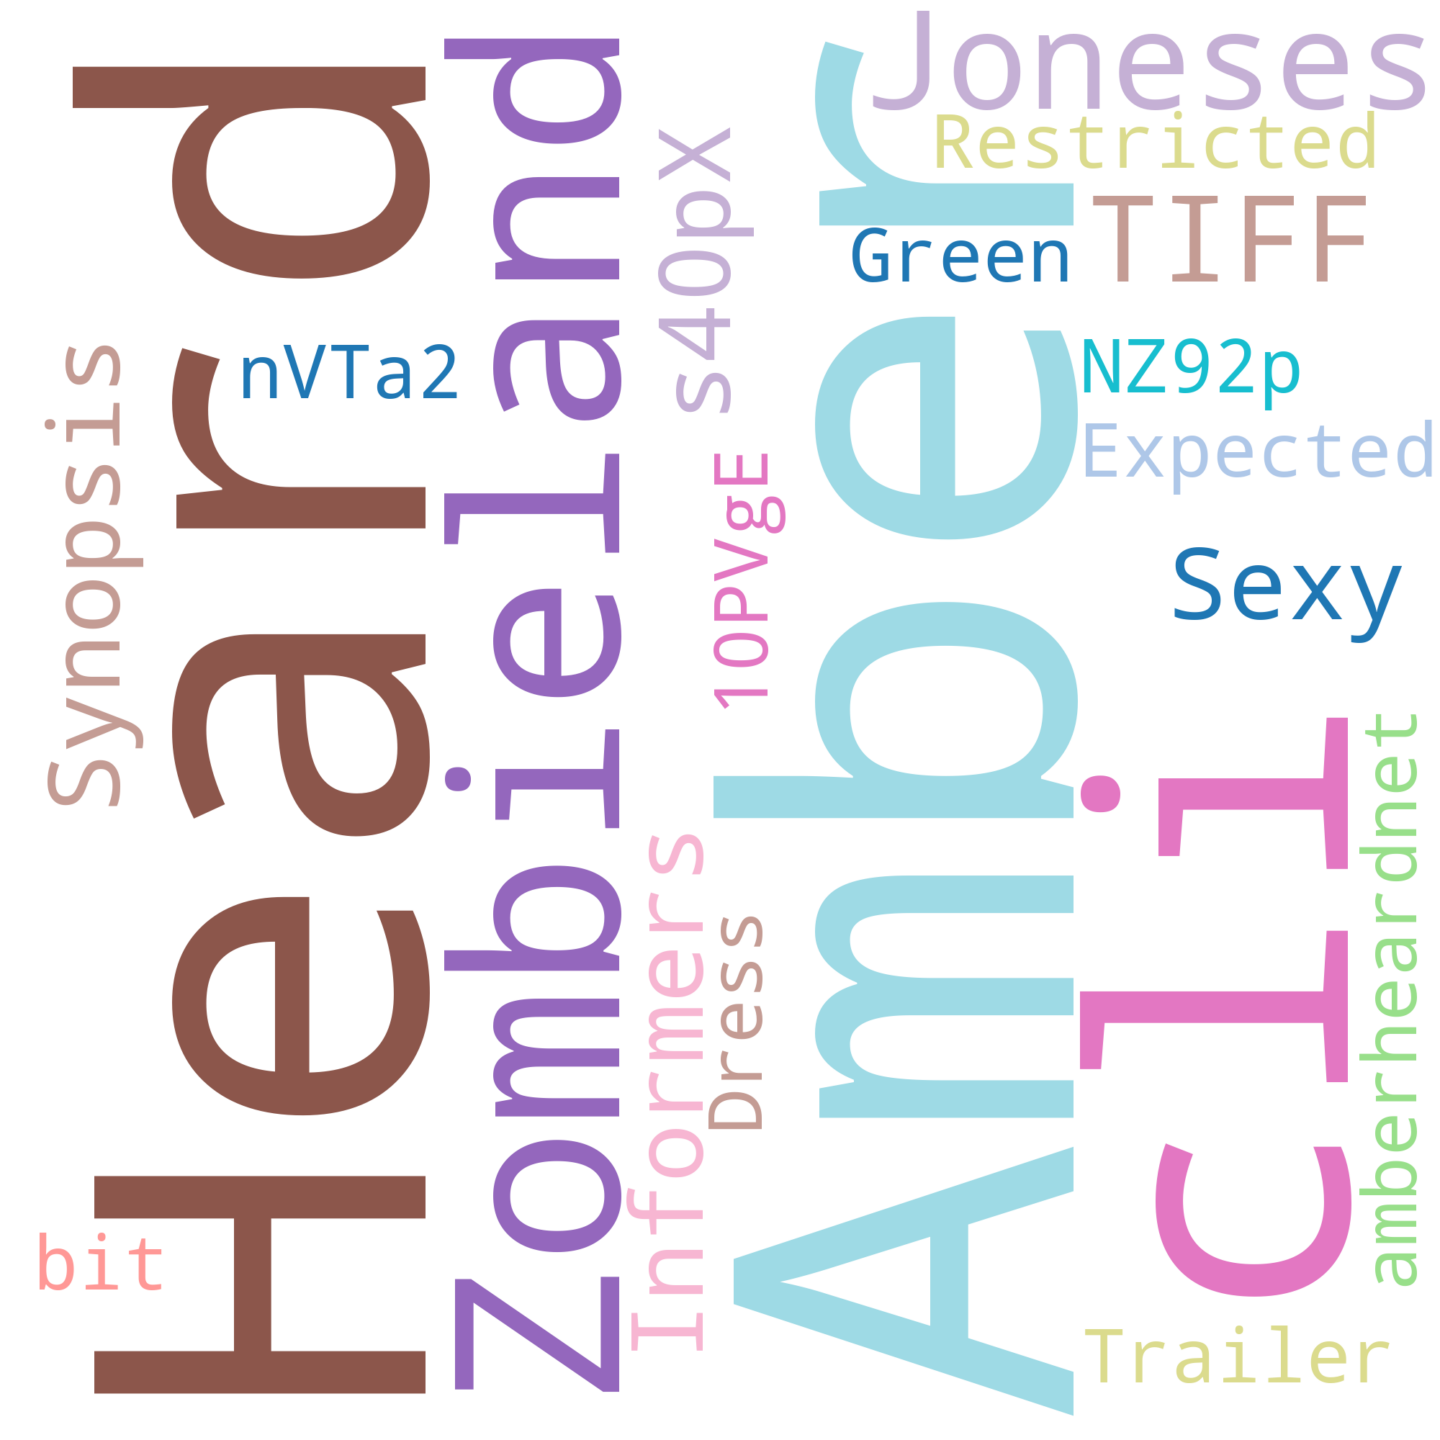 Heard
Zombieland
Amber
cli
Joneses
Restricted
TIFF
Green
NZ92p
Expected
Sexy
s40pX
10PVgE
nVTa2
Synopsis
Informers
Dress
amberheardnet
bit
Trailer